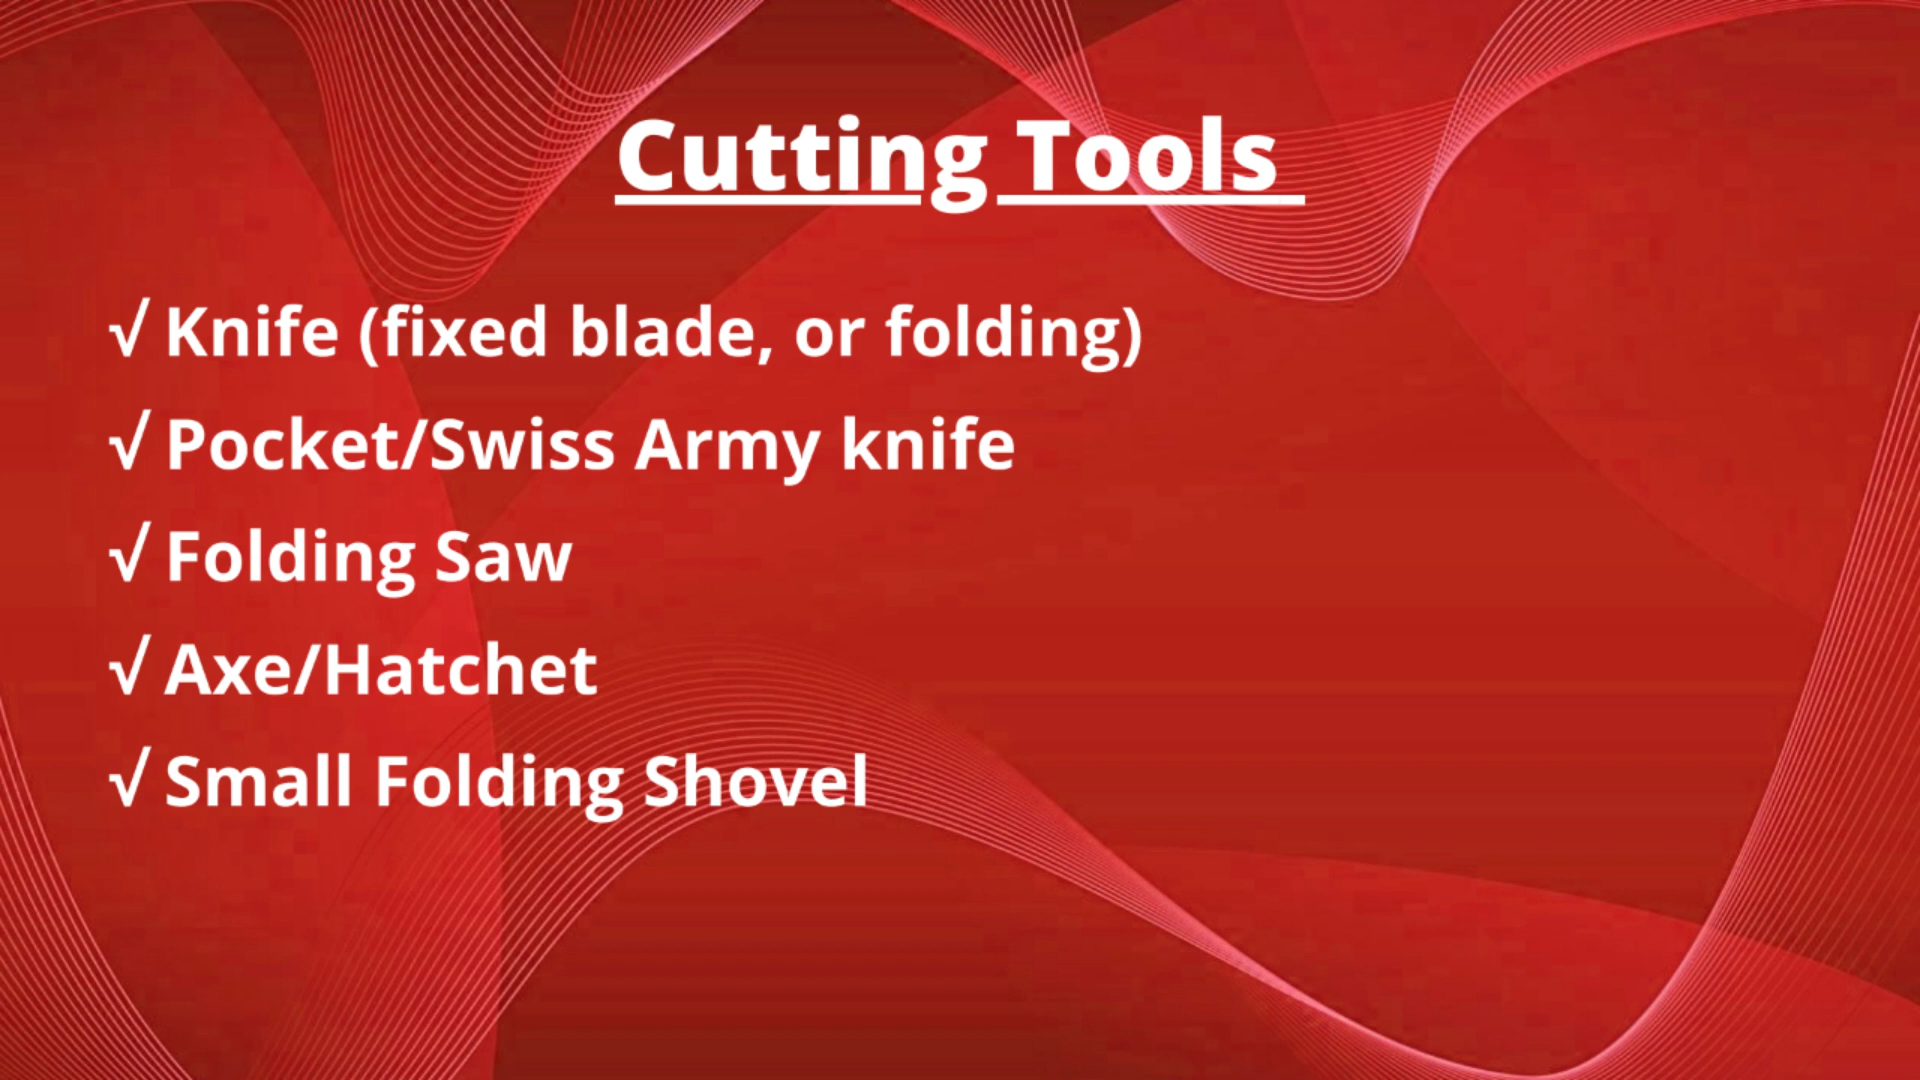 Cutting Tools
√ Knife (fixed blade, or folding)
√ Pocket/Swiss Army knife
√ Folding Saw
√ Axe/Hatchet
√ Small Folding Shovel